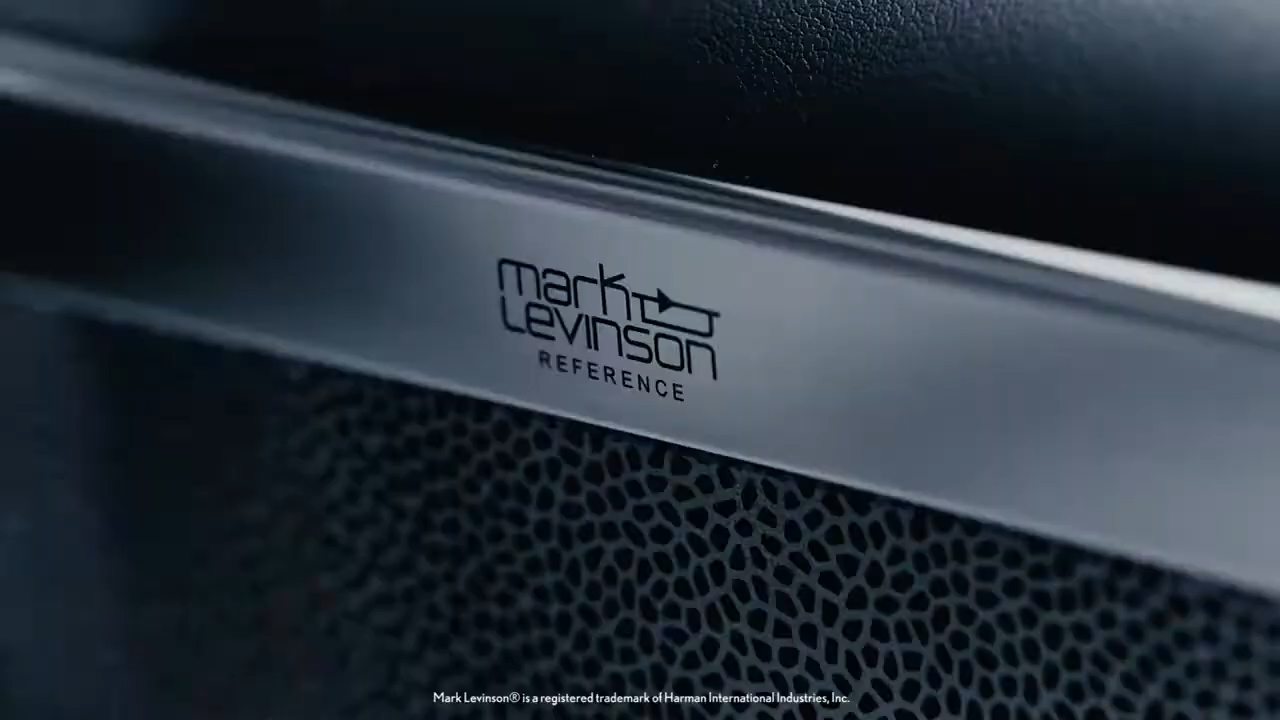 mark
Levinson
REFERENCE
Mark Levinson® is a registered trademark of Harman International Industries, Inc.